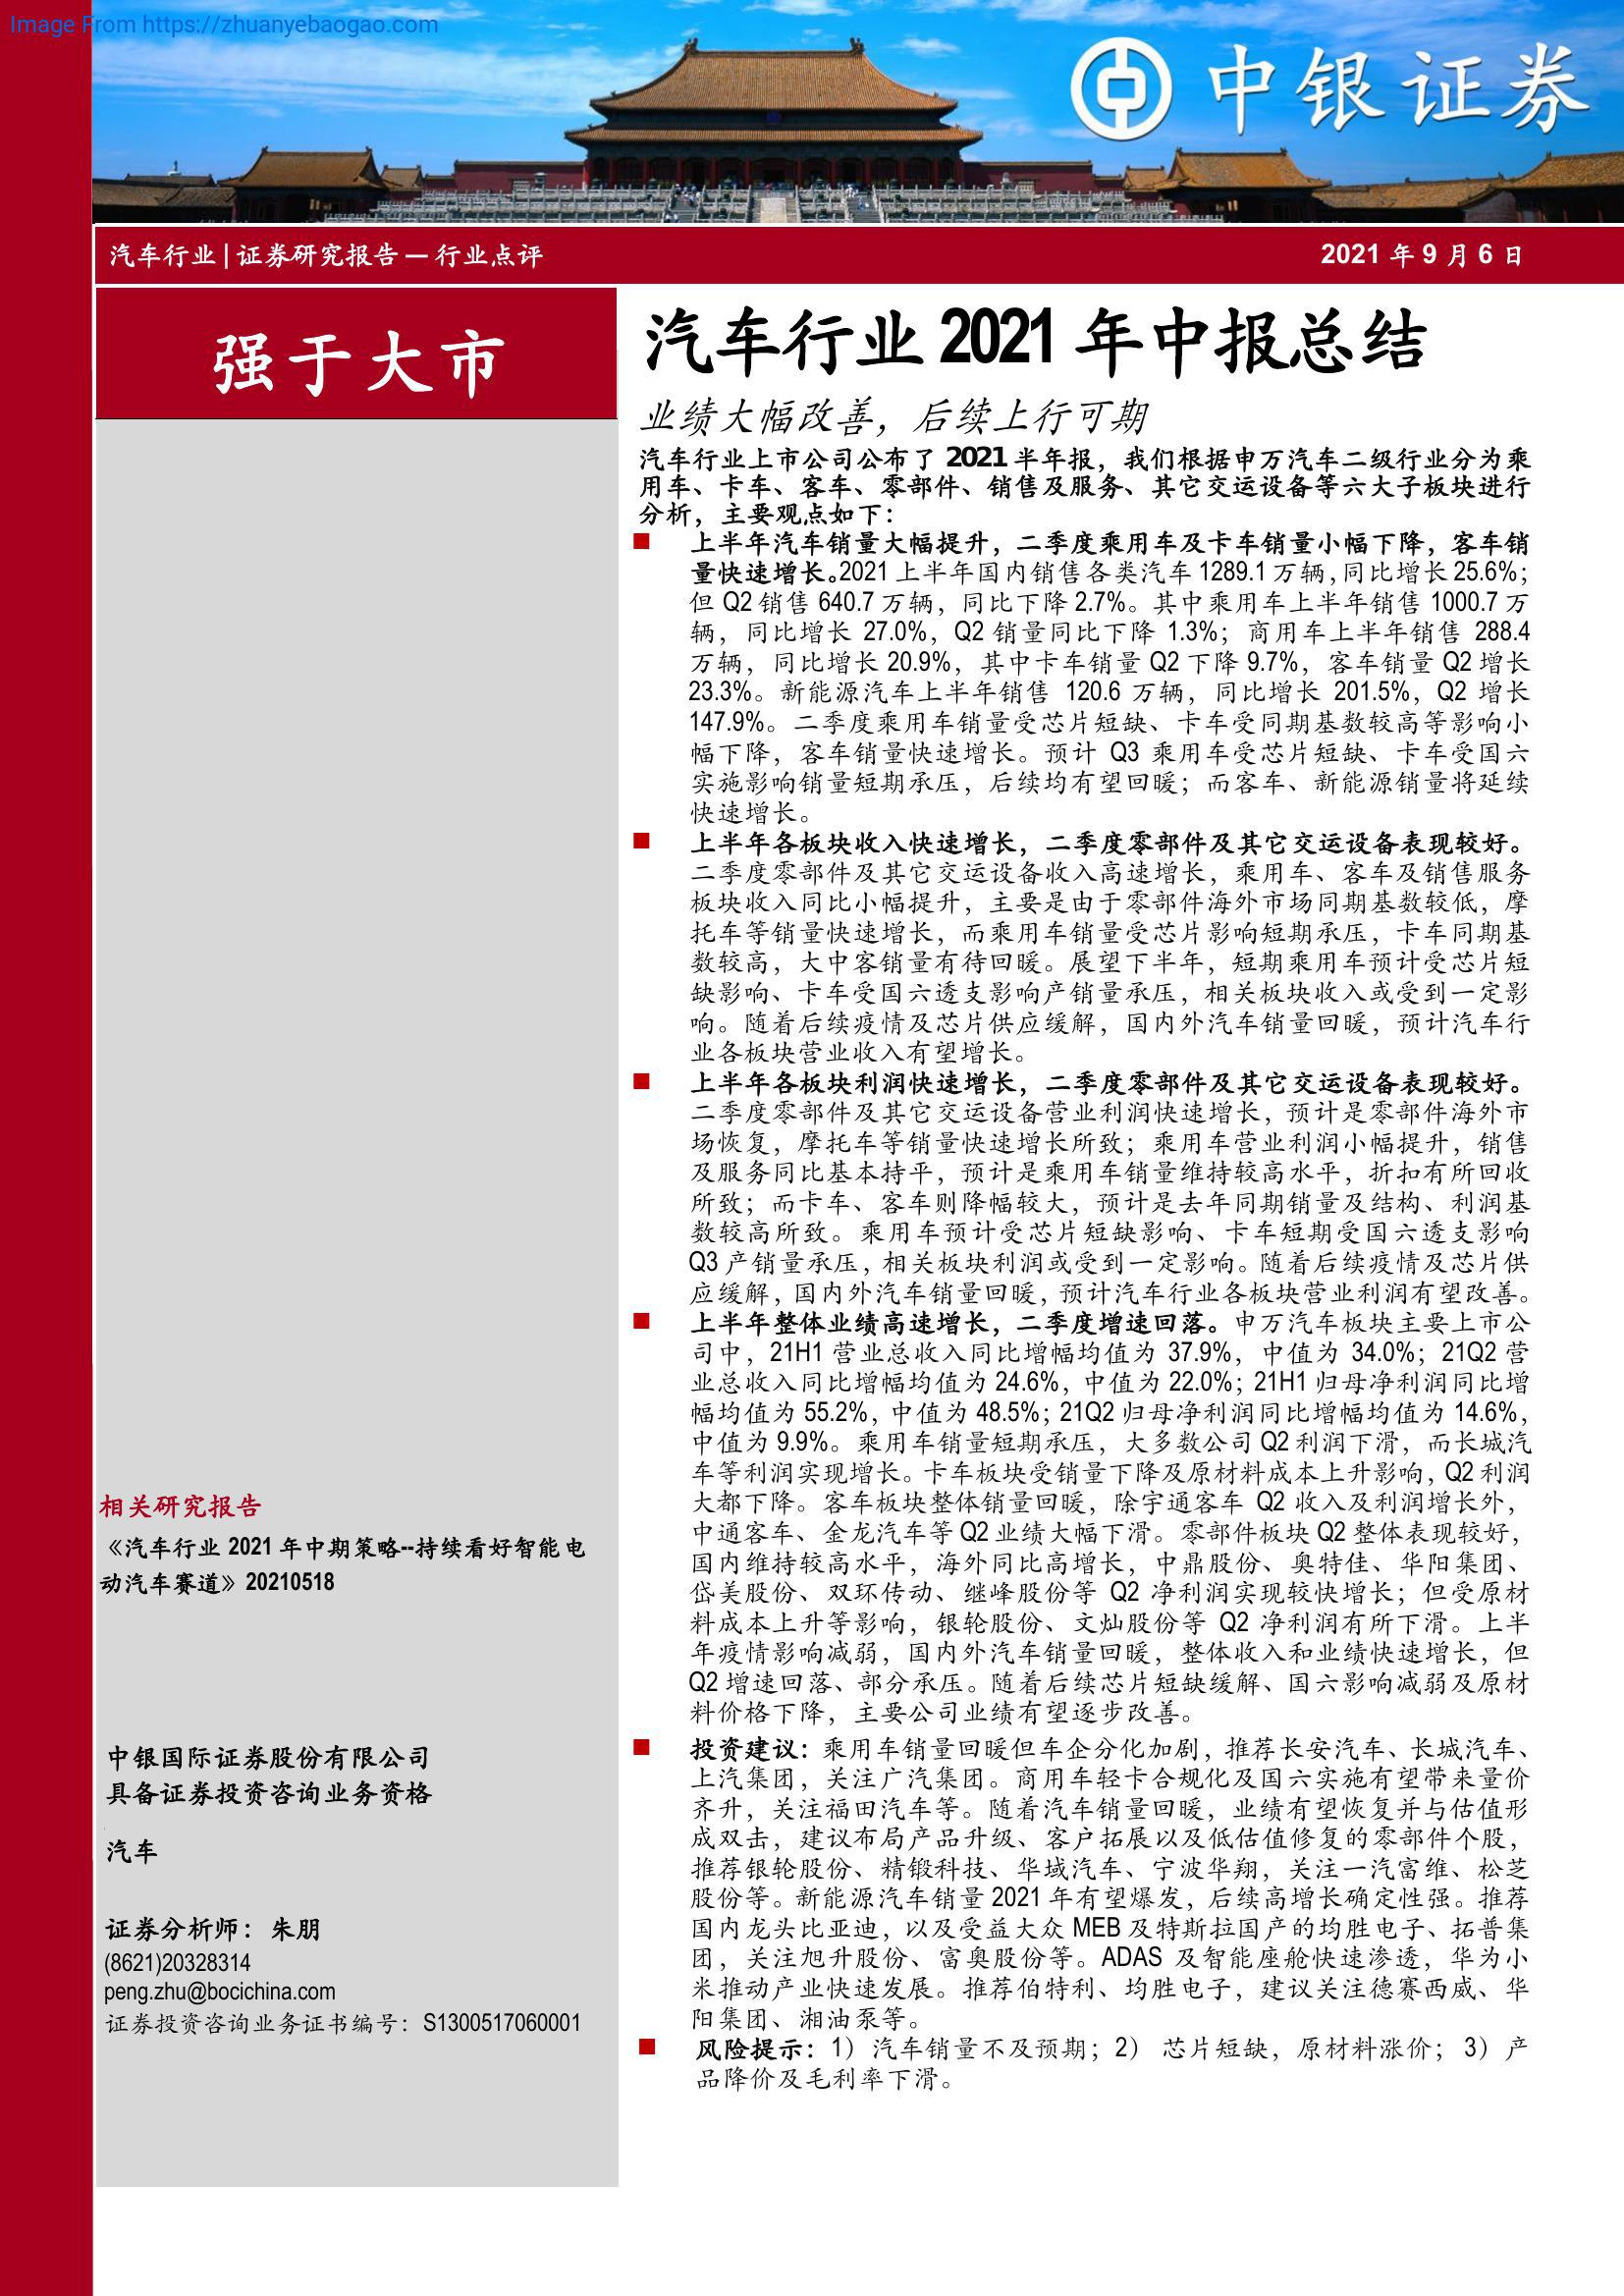 Image From https://zhuanyebaogao.com
中银证券
汽车行业 | 证券研究报告 — 行业点评
2021 年 9 月 6 日
强于大市
汽车行业 2021 年中报总结
业绩大幅改善，后续上行可期
汽车行业上市公司公布了 2021 半年报，我们根据申万汽车二级行业分为乘
用车、卡车、客车、零部件、销售及服务、其它交运设备等六大子板块进行
分析，主要观点如下：
上半年汽车销量大幅提升，二季度乘用车及卡车销量小幅下降，客车销
量快速增长。2021 上半年国内销售各类汽车 1289.1 万辆，同比增长 25.6%；
但 Q2 销售 640.7 万辆，同比下降 2.7%。其中乘用车上半年销售 1000.7 万
辆，同比增长 27.0%，Q2 销量同比下降 1.3%；商用车上半年销售 288.4
万辆，同比增长 20.9%，其中卡车销量 Q2 下降 9.7%，客车销量 Q2 增长
23.3%。新能源汽车上半年销售 120.6 万辆，同比增长 201.5%，Q2 增长
147.9%。二季度乘用车销量受芯片短缺、卡车受同期基数较高等影响小
幅下降，客车销量快速增长。预计 Q3 乘用车受芯片短缺、卡车受国六
实施影响销量短期承压，后续均有望回暖；而客车、新能源销量将延续
快速增长。
上半年各板块收入快速增长，二季度零部件及其它交运设备表现较好。
二季度零部件及其它交运设备收入高速增长，乘用车、客车及销售服务
板块收入同比小幅提升，主要是由于零部件海外市场同期基数较低，摩
托车等销量快速增长，而乘用车销量受芯片影响短期承压，卡车同期基
数较高，大中客销量有待回暖。展望下半年，短期乘用车预计受芯片短
缺影响、卡车受国六透支影响产销量承压，相关板块收入或受到一定影
响。随着后续疫情及芯片供应缓解，国内外汽车销量回暖，预计汽车行
业各板块营业收入有望增长。
上半年各板块利润快速增长，二季度零部件及其它交运设备表现较好。
二季度零部件及其它交运设备营业利润快速增长，预计是零部件海外市
场恢复，摩托车等销量快速增长所致；乘用车营业利润小幅提升，销售
及服务同比基本持平，预计是乘用车销量维持较高水平，折扣有所回收
所致；而卡车、客车则降幅较大，预计是去年同期销量及结构、利润基
数较高所致。乘用车预计受芯片短缺影响、卡车短期受国六透支影响
Q3 产销量承压，相关板块利润或受到一定影响。随着后续疫情及芯片供
应缓解，国内外汽车销量回暖，预计汽车行业各板块营业利润有望改善。
上半年整体业绩高速增长，二季度增速回落。申万汽车板块主要上市公
司中，21H1 营业总收入同比增幅均值为 37.9%，中值为 34.0%；21Q2 营
业总收入同比增幅均值为 24.6%，中值为 22.0%；21H1 归母净利润同比增
幅均值为 55.2%，中值为 48.5%；21Q2 归母净利润同比增幅均值为 14.6%，
中值为 9.9%。乘用车销量短期承压，大多数公司 Q2 利润下滑，而长城汽
车等利润实现增长。卡车板块受销量下降及原材料成本上升影响，Q2 利润
大都下降。客车板块整体销量回暖，除宇通客车 Q2 收入及利润增长外，
中通客车、金龙汽车等 Q2 业绩大幅下滑。零部件板块 Q2 整体表现较好，
国内维持较高水平，海外同比高增长，中鼎股份、奥特佳、华阳集团、
岱美股份、双环传动、继峰股份等 Q2 净利润实现较快增长；但受原材
料成本上升等影响，银轮股份、文灿股份等 Q2 净利润有所下滑。上半
年疫情影响减弱，国内外汽车销量回暖，整体收入和业绩快速增长，但
Q2 增速回落、部分承压。随着后续芯片短缺缓解、国六影响减弱及原材
料价格下降，主要公司业绩有望逐步改善。
投资建议：乘用车销量回暖但车企分化加剧，推荐长安汽车、长城汽车、
上汽集团，关注广汽集团。商用车轻卡合规化及国六实施有望带来量价
齐升，关注福田汽车等。随着汽车销量回暖，业绩有望恢复并与估值形
成双击，建议布局产品升级、客户拓展以及低估值修复的零部件个股，
推荐银轮股份、精锻科技、华域汽车、宁波华翔，关注一汽富维、松芝
股份等。新能源汽车销量 2021 年有望爆发，后续高增长确定性强。推荐
国内龙头比亚迪，以及受益大众 MEB 及特斯拉国产的均胜电子、拓普集
团，关注旭升股份、富奥股份等。ADAS 及智能座舱快速渗透，华为小
米推动产业快速发展。推荐伯特利、均胜电子，建议关注德赛西威、华
阳集团、湘油泵等。
风险提示：1）汽车销量不及预期；2） 芯片短缺，原材料涨价；3）产
品降价及毛利率下滑。
相关研究报告
《汽车行业 2021 年中期策略--持续看好智能电
动汽车赛道》20210518
中银国际证券股份有限公司
具备证券投资咨询业务资格
汽车
证券分析师：朱朋
(8621)20328314
peng.zhu@bocichina.com
证券投资咨询业务证书编号：S1300517060001